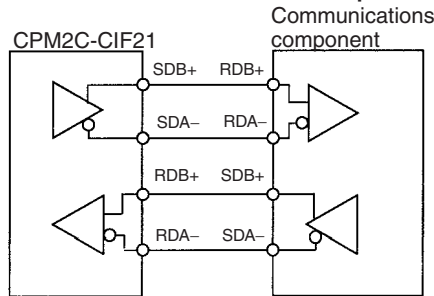 Communications
component
CPM2C-CIF21
SDB+ RDB+
SDA− RDA−
RDB+ SDB+
RDA− SDA−